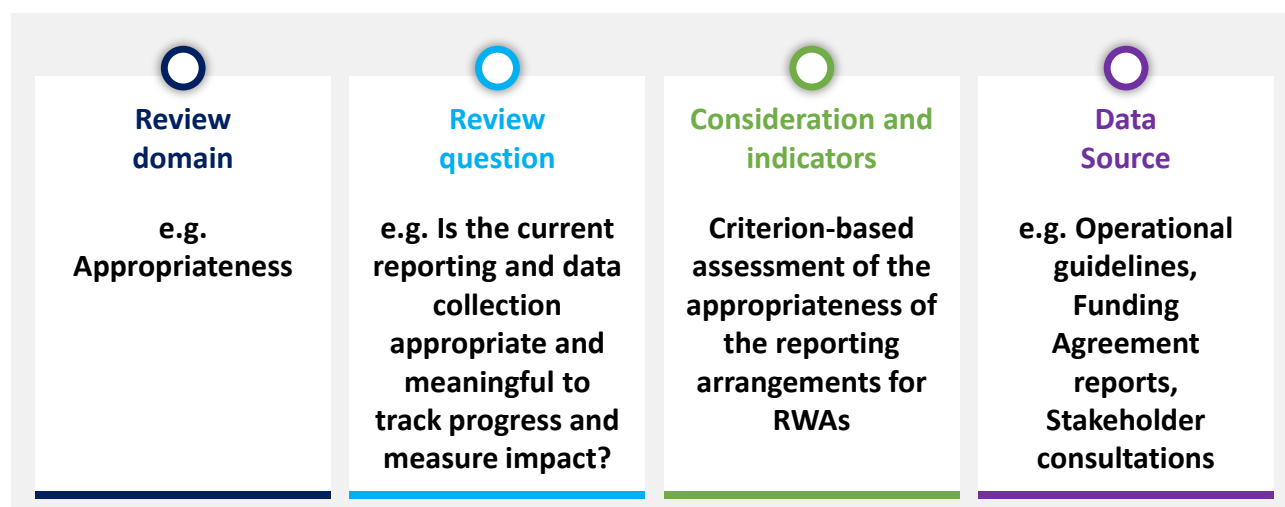 Review
domain
e.g.
Appropriateness
Review
question
e.g. Is the current
reporting and data
collection
appropriate and
meaningful to
track progress and
measure impact?
Consideration and
indicators
Criterion-based
assessment of the
appropriateness of
the reporting
arrangements for
RWAs
Data
Source
e.g. Operational
guidelines,
Funding
Agreement
reports,
Stakeholder
consultations